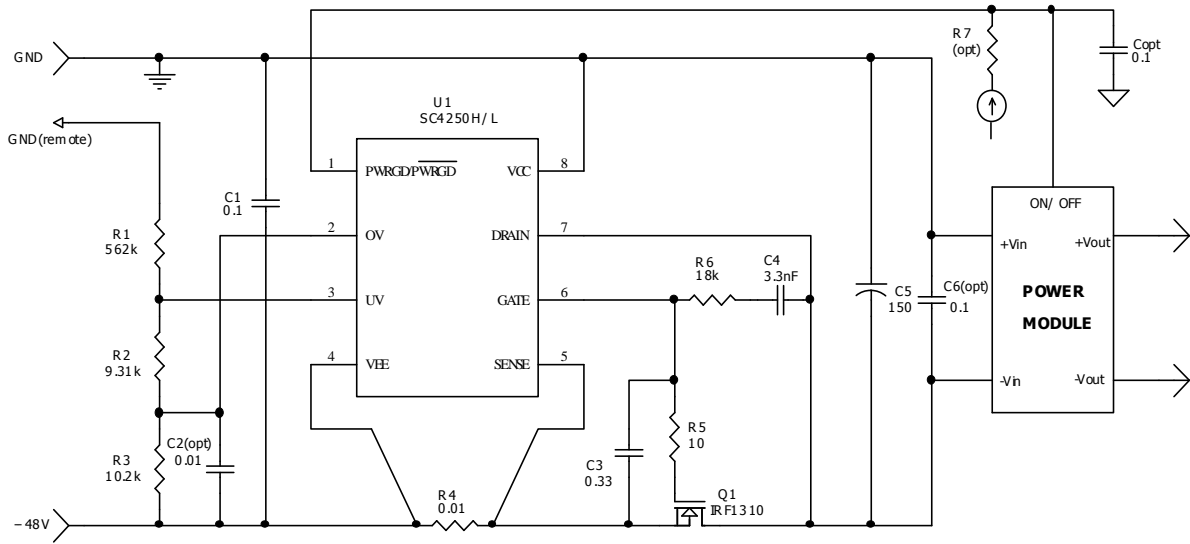 R7
(opt)
Copt
0.1
GND
U1
SC4250H/L
GND(remote)
1
PWRGD/PWRGD
VCC
8
C1
0.1
ON/ OFF
2
OV
DRAIN
7
+Vin
+Vout
R1
562k
R6
18k
C4
3.3nF
3
UV
GATE
6
C5
150
C6(opt)
0.1
POWER
MODULE
R2
9.31k
4
VEE
SENSE
5
-Vin
-Vout
R5
10
C2(opt)
0.01
R3
10.2k
C3
0.33
R4
0.01
Q1
IRF1310
−48V